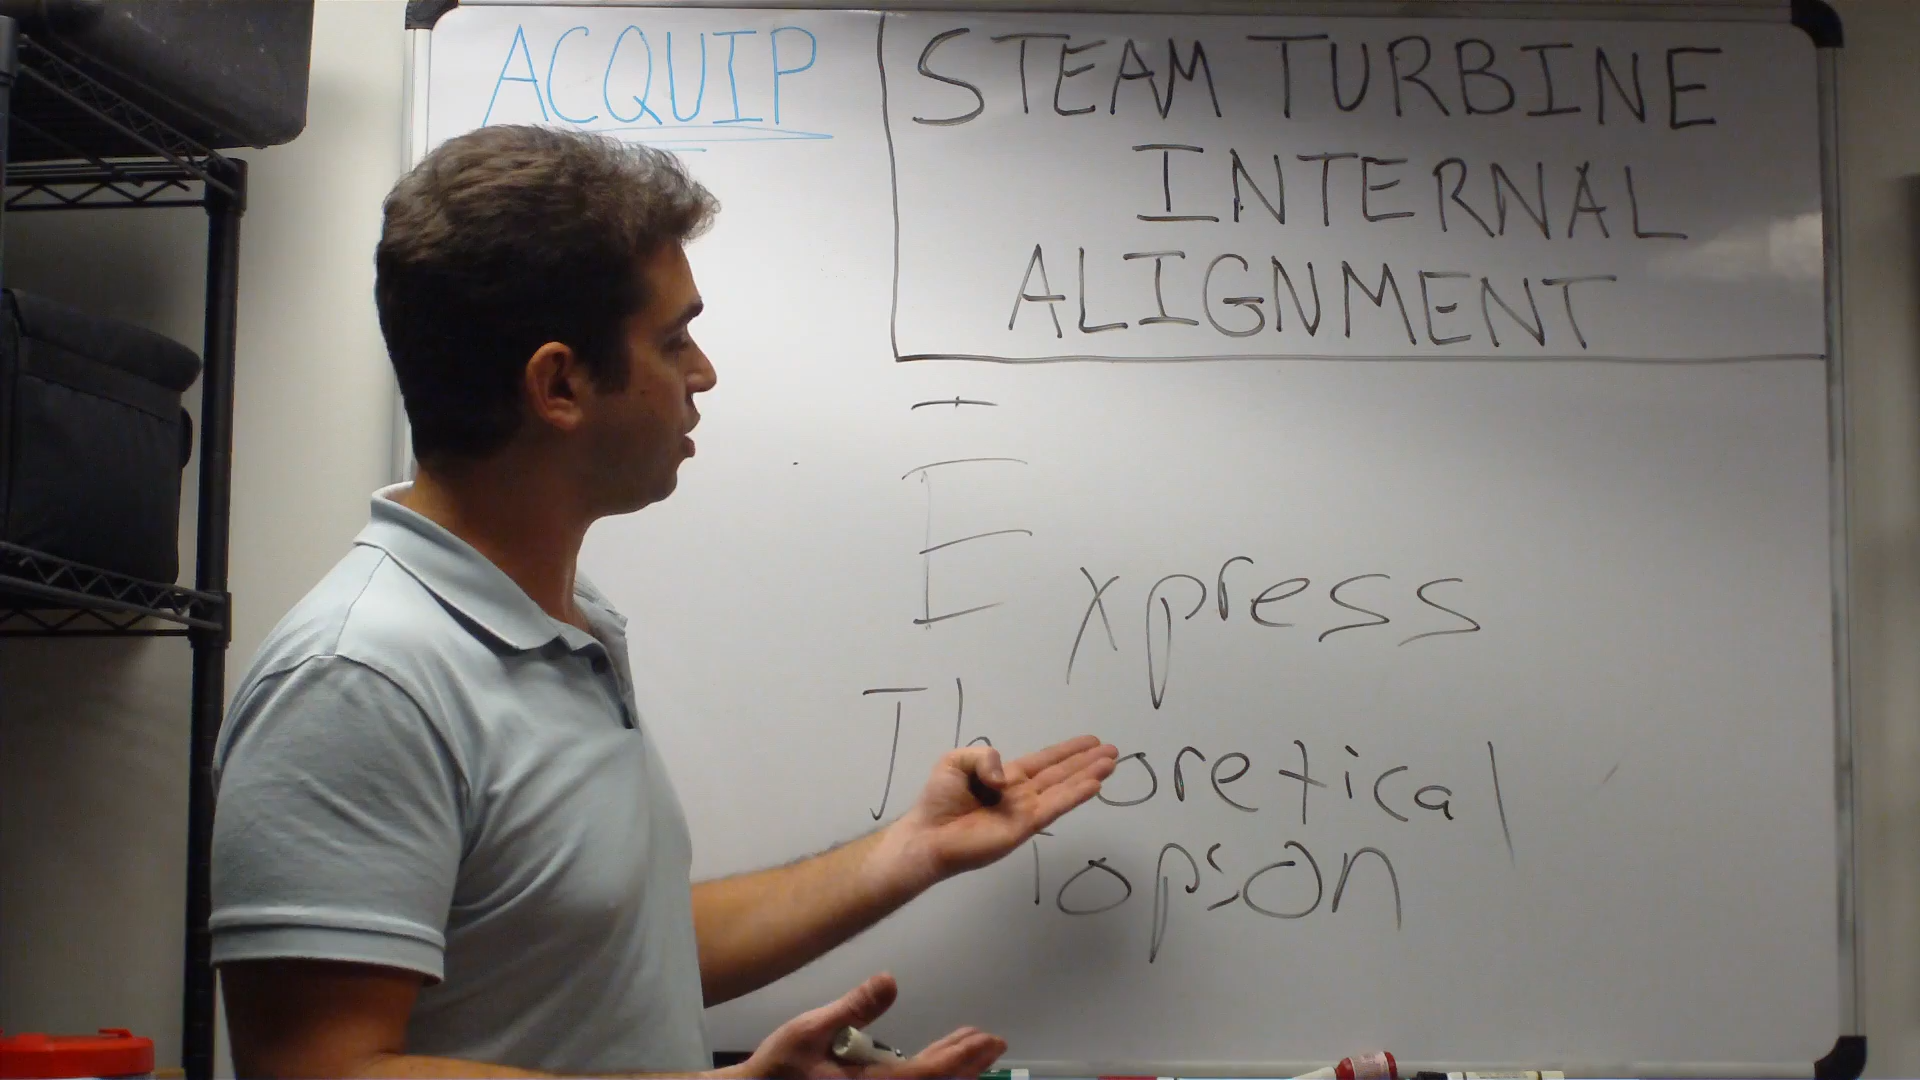 ACQUIP
STEAM TURBINE
INTERNAL
ALIGNMENT
Express
Theoretical
Topson